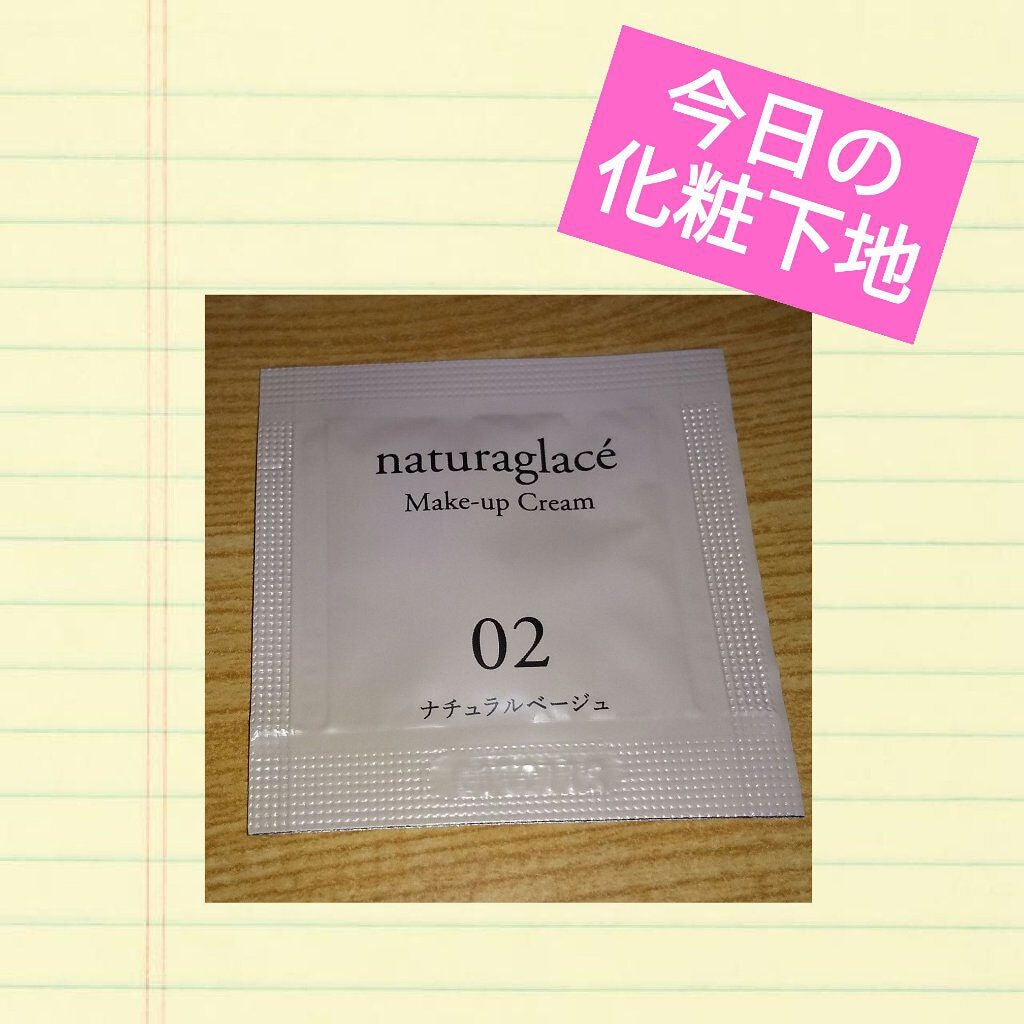 今日の
化粧下地
naturaglacé
Make-up Cream
02
ナチュラルベージュ